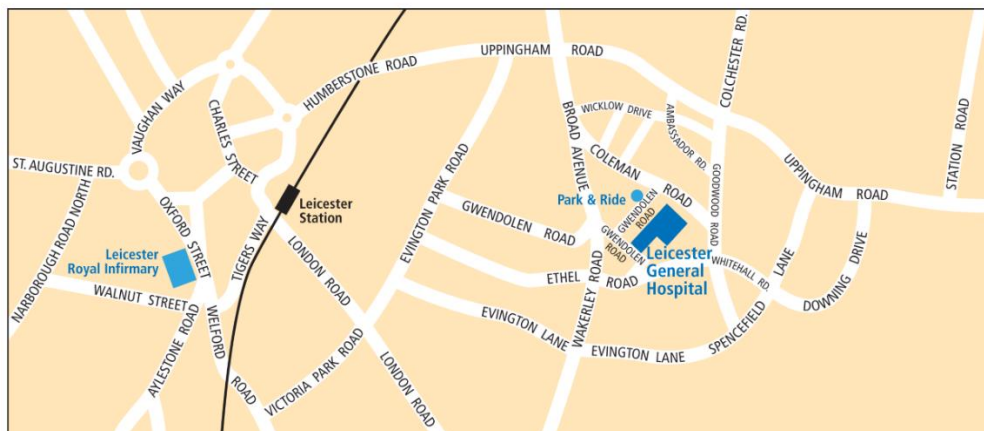 UPPINGHAM ROAD
COLCHESTER RD.
HUMBERSTONE ROAD
VAUGHAN WAY
CHARLES STREET
BROAD AVENUE
WICKLOW DRIVE
AMBASSADOR RD.
STATION ROAD
ST. AUGUSTINE RD.
COLEMAN ROAD
GOODWOOD ROAD
UPPINGHAM ROAD
NARBOROUGH ROAD NORTH
OXFORD STREET
Leicester
Station
EVINGTON PARK ROAD
GWENDOLEN ROAD
Park & Ride
GWENDOLEN
ROAD
GWENDOLEN
ROAD
Leicester
General
Hospital
Leicester
Royal Infirmary
TIGERS WAY
LONDON ROAD
ETHEL ROAD
WHITEHALL RD.
LANE
DOWNING DRIVE
WALNUT STREET
WAKERLEY ROAD
EVINGTON LANE
EVINGTON LANE
SPENCEFIELD
AYLESTONE ROAD
WELFORD ROAD
VICTORIA PARK ROAD
LONDON ROAD